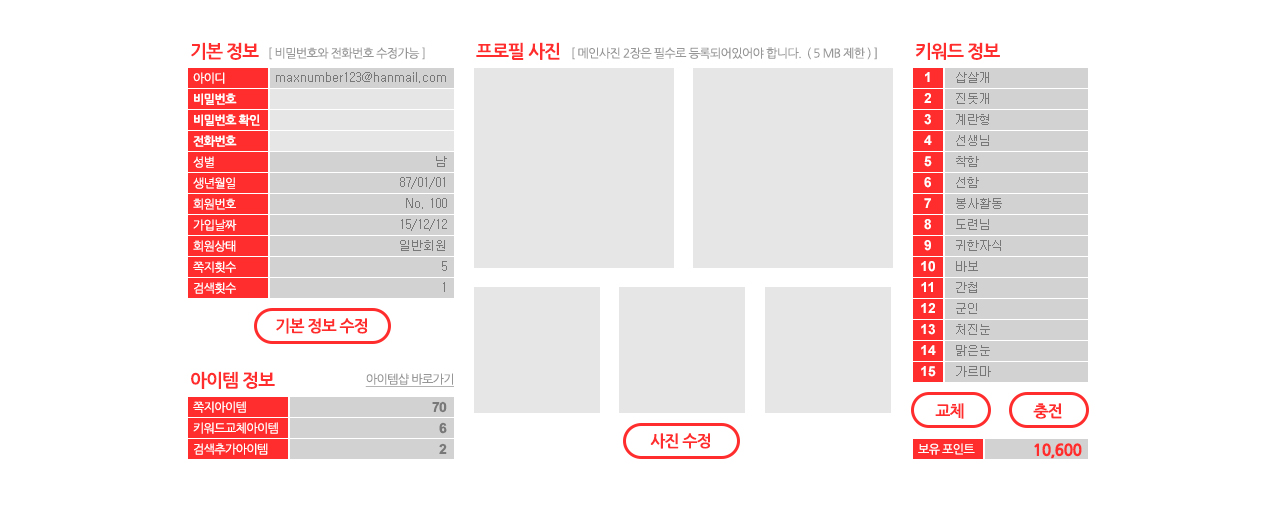 기본 정보 [ 비밀번호와 전화번호 수정가능 ]
아이디 maxnumber123@hanmail.com
비밀번호
비밀번호 확인
전화번호
성별 남
생년월일 87/01/01
회원번호 No. 100
가입날짜 15/12/12
회원상태 일반회원
쪽지횟수 5
검색횟수 1
기본 정보 수정
아이템 정보 아이템샵 바로가기
쪽지아이템 70
키워드교체아이템 6
검색추가아이템 2
프로필 사진 [ 메인사진 2장은 필수로 등록되어있어야 합니다. ( 5 MB 제한 ) ]
사진 수정
키워드 정보
1 삽살개
2 진돗개
3 계란형
4 선생님
5 착함
6 선함
7 봉사활동
8 도련님
9 귀한자식
10 바보
11 간첩
12 군인
13 쳐진눈
14 맑은눈
15 가르마
교체 충전
보유 포인트 10,600